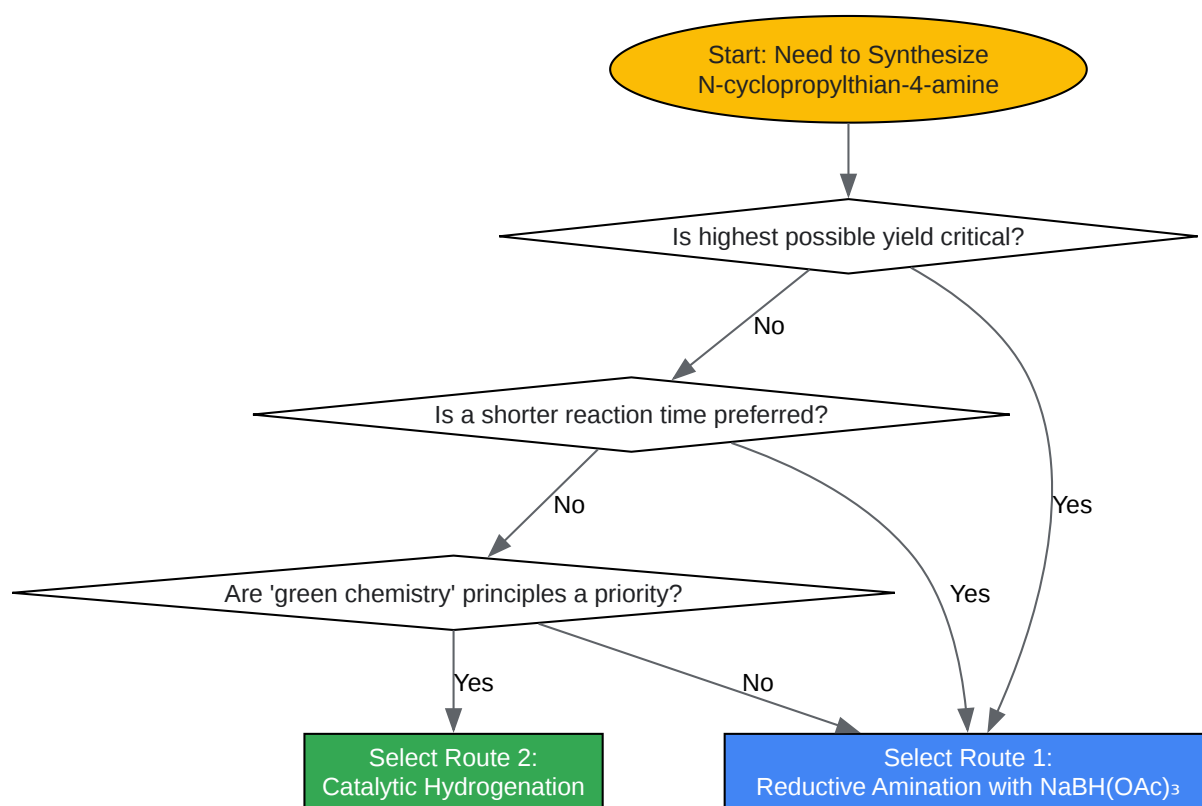 Start: Need to Synthesize
N-cyclopropylthian-4-amine
Is highest possible yield critical?
No
Is a shorter reaction time preferred?
No
Yes
Are 'green chemistry' principles a priority?
Yes
Yes
No
Select Route 2:
Catalytic Hydrogenation
Select Route 1:
Reductive Amination with NaBH(OAc)₃